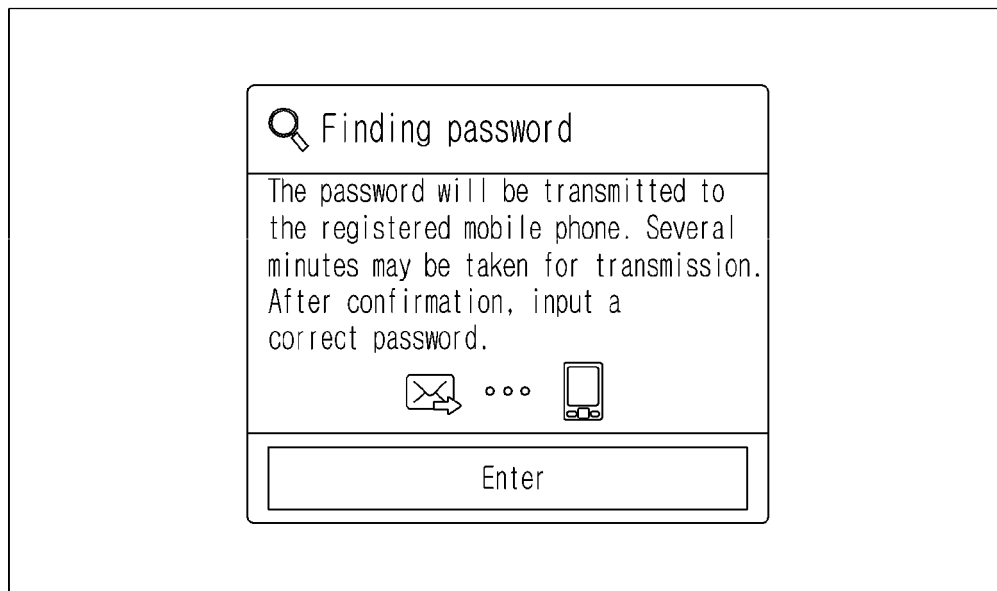 Finding password
The password will be transmitted to
the registered mobile phone. Several
minutes may be taken for transmission.
After confirmation, input a
correct password.
Enter